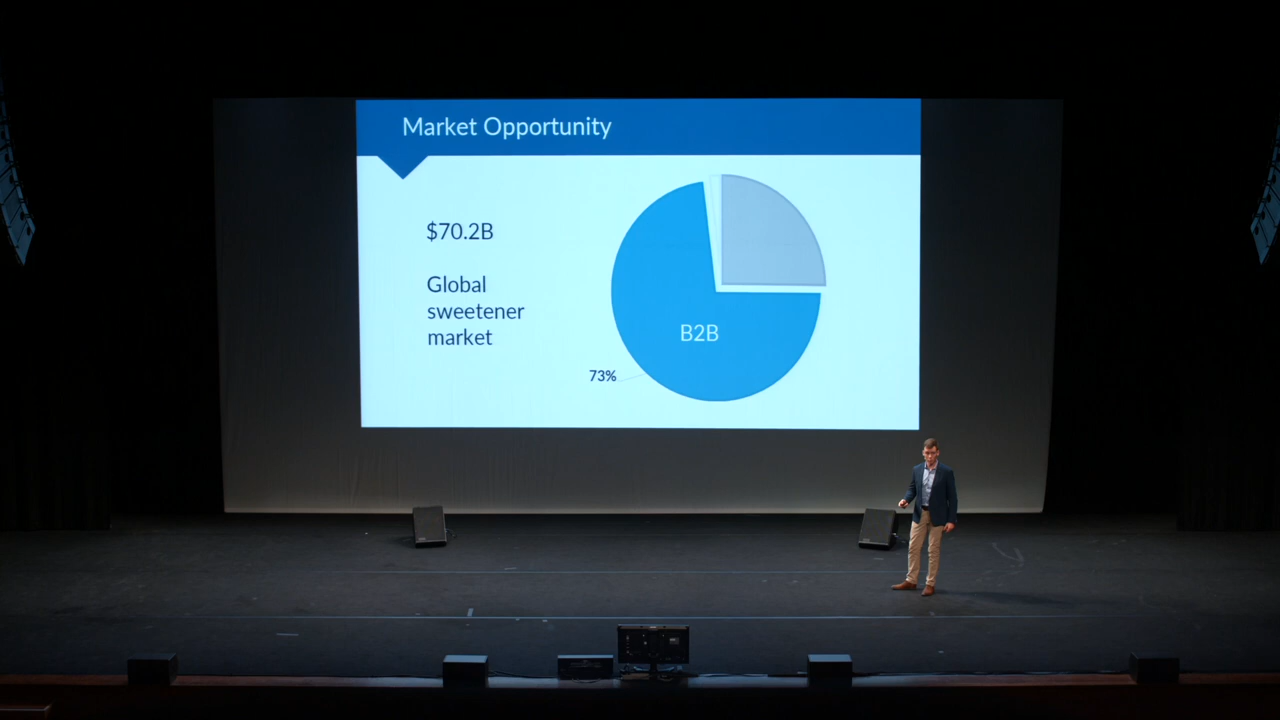 Market Opportunity
$70.2B
Global
sweetener
market
B2B
73%